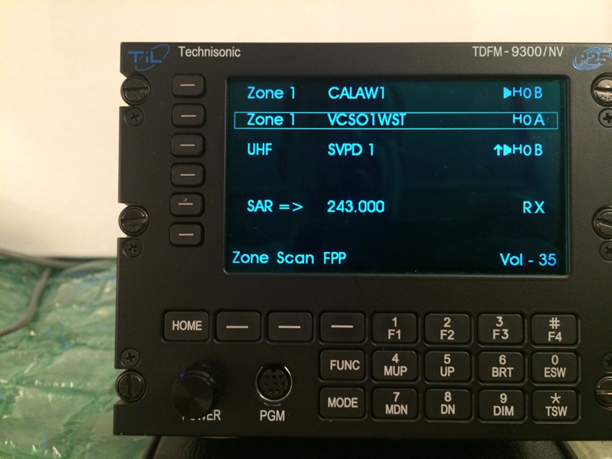 TiL Technisonic TDFM - 9300/NV P25
Zone 1 CALAW1 H0 B
Zone 1 VCSO1WST H0 A
UHF SVPD 1 ↑ H0 B
SAR => 243.000 RX
Zone Scan FPP Vol - 35
HOME 1 2 3 #
F1 F2 F3 F4
FUNC 4 5 6 0
MUP UP BRT ESW
MODE 7 8 9 *
MDN DN DIM TSW
POWER PGM